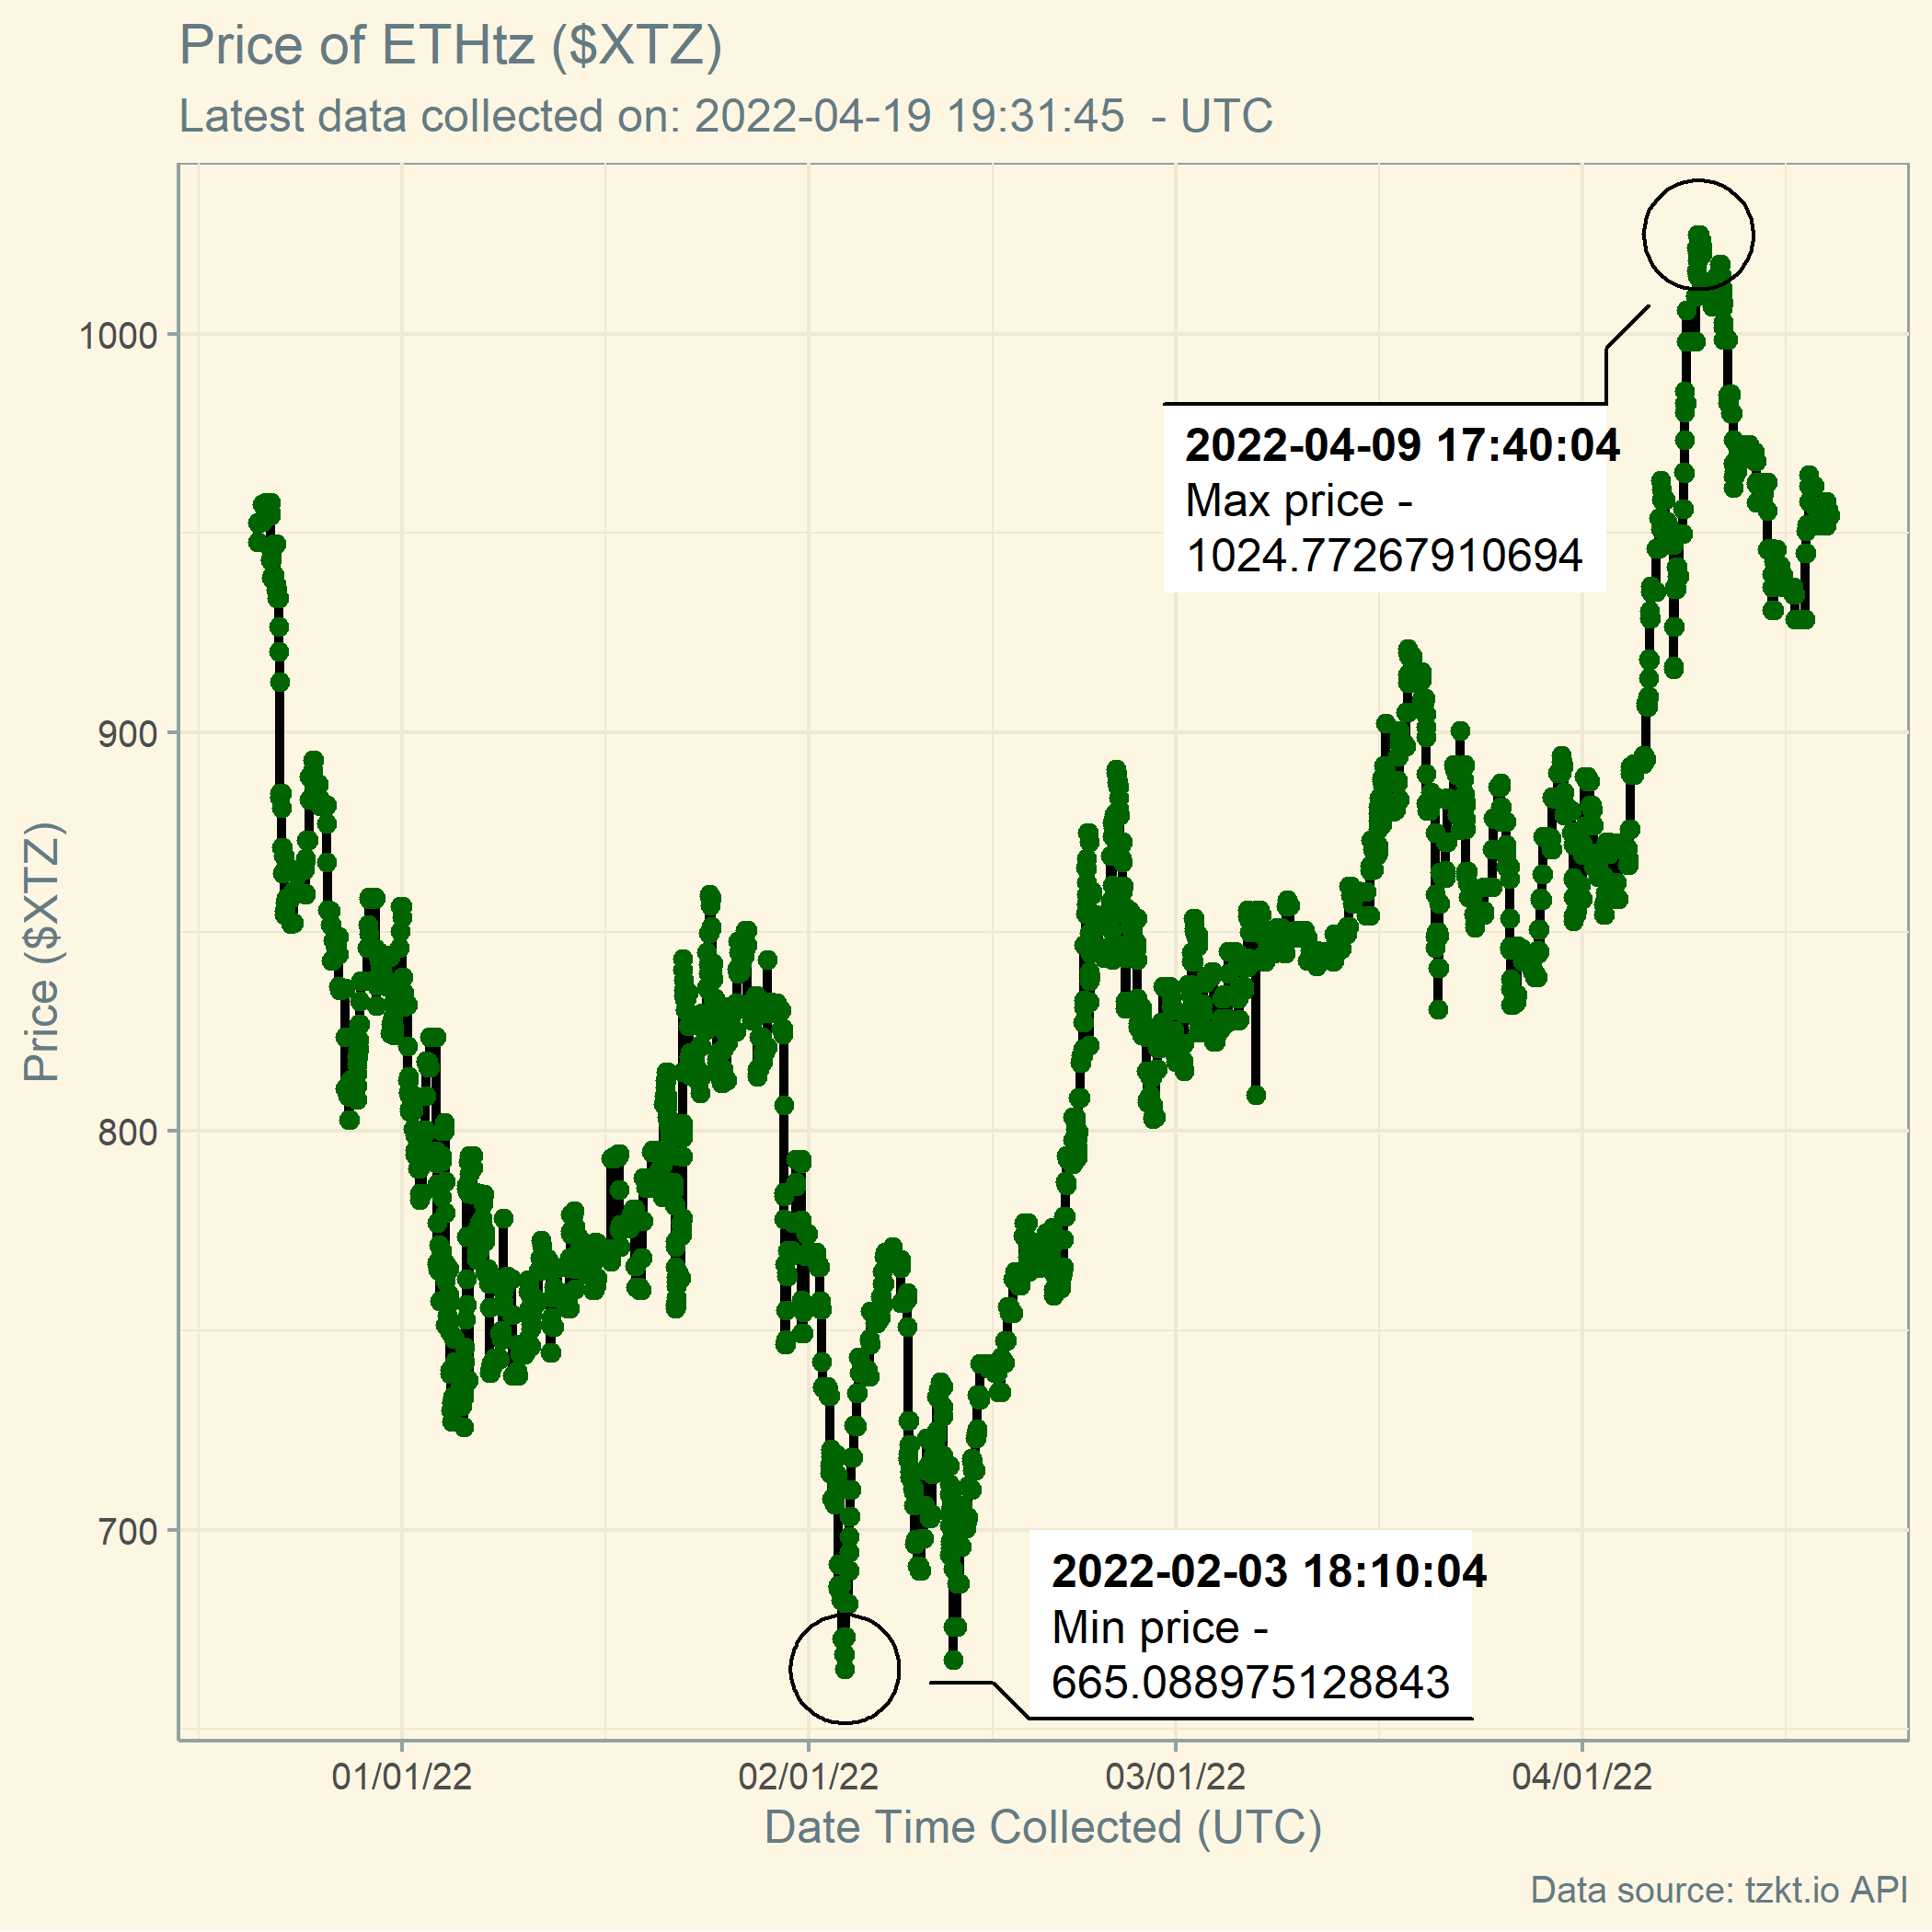 Price of ETHtz ($XTZ)
Latest data collected on: 2022-04-19 19:31:45  - UTC
Price ($XTZ)
1000
900
800
700
2022-04-09 17:40:04
Max price -
1024.77267910694
2022-02-03 18:10:04
Min price -
665.088975128843
01/01/22
02/01/22
03/01/22
04/01/22
Date Time Collected (UTC)
Data source: tzkt.io API